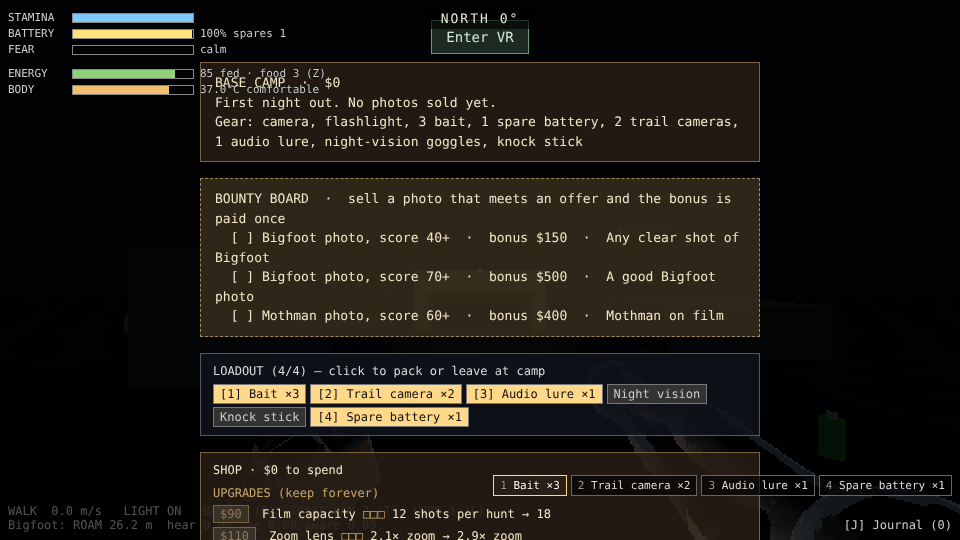 STAMINA
BATTERY 100% spares 1
FEAR calm
ENERGY 85 fed · food 3 (Z)
BODY 37.0°C comfortable
NORTH 0°
Enter VR
BASE CAMP · $0
First night out. No photos sold yet.
Gear: camera, flashlight, 3 bait, 1 spare battery, 2 trail cameras,
1 audio lure, night-vision goggles, knock stick
BOUNTY BOARD · sell a photo that meets an offer and the bonus is
paid once
[ ] Bigfoot photo, score 40+ · bonus $150 · Any clear shot of
Bigfoot
[ ] Bigfoot photo, score 70+ · bonus $500 · A good Bigfoot
photo
[ ] Mothman photo, score 60+ · bonus $400 · Mothman on film
LOADOUT (4/4) — click to pack or leave at camp
[1] Bait ×3 [2] Trail camera ×2 [3] Audio lure ×1 Night vision
Knock stick [4] Spare battery ×1
SHOP · $0 to spend
UPGRADES (keep forever)
$90 Film capacity □□□ 12 shots per hunt → 18
$110 Zoom lens □□□ 2.1× zoom → 2.9× zoom
1 Bait ×3 2 Trail camera ×2 3 Audio lure ×1 4 Spare battery ×1
WALK 0.0 m/s LIGHT ON
Bigfoot: ROAM 26.2 m hear
[J] Journal (0)